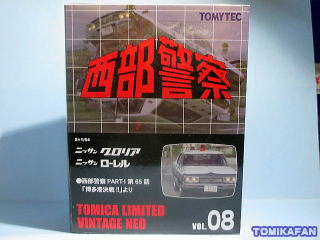 TOMYTEC
西部警察
ニッサン グロリア
ニッサン ローレル
●西部警察 PART-I 第65話
「博多港決戦!!」より
TOMICA LIMITED
VINTAGE NEO
VOL. 08
TOMIKAFAN